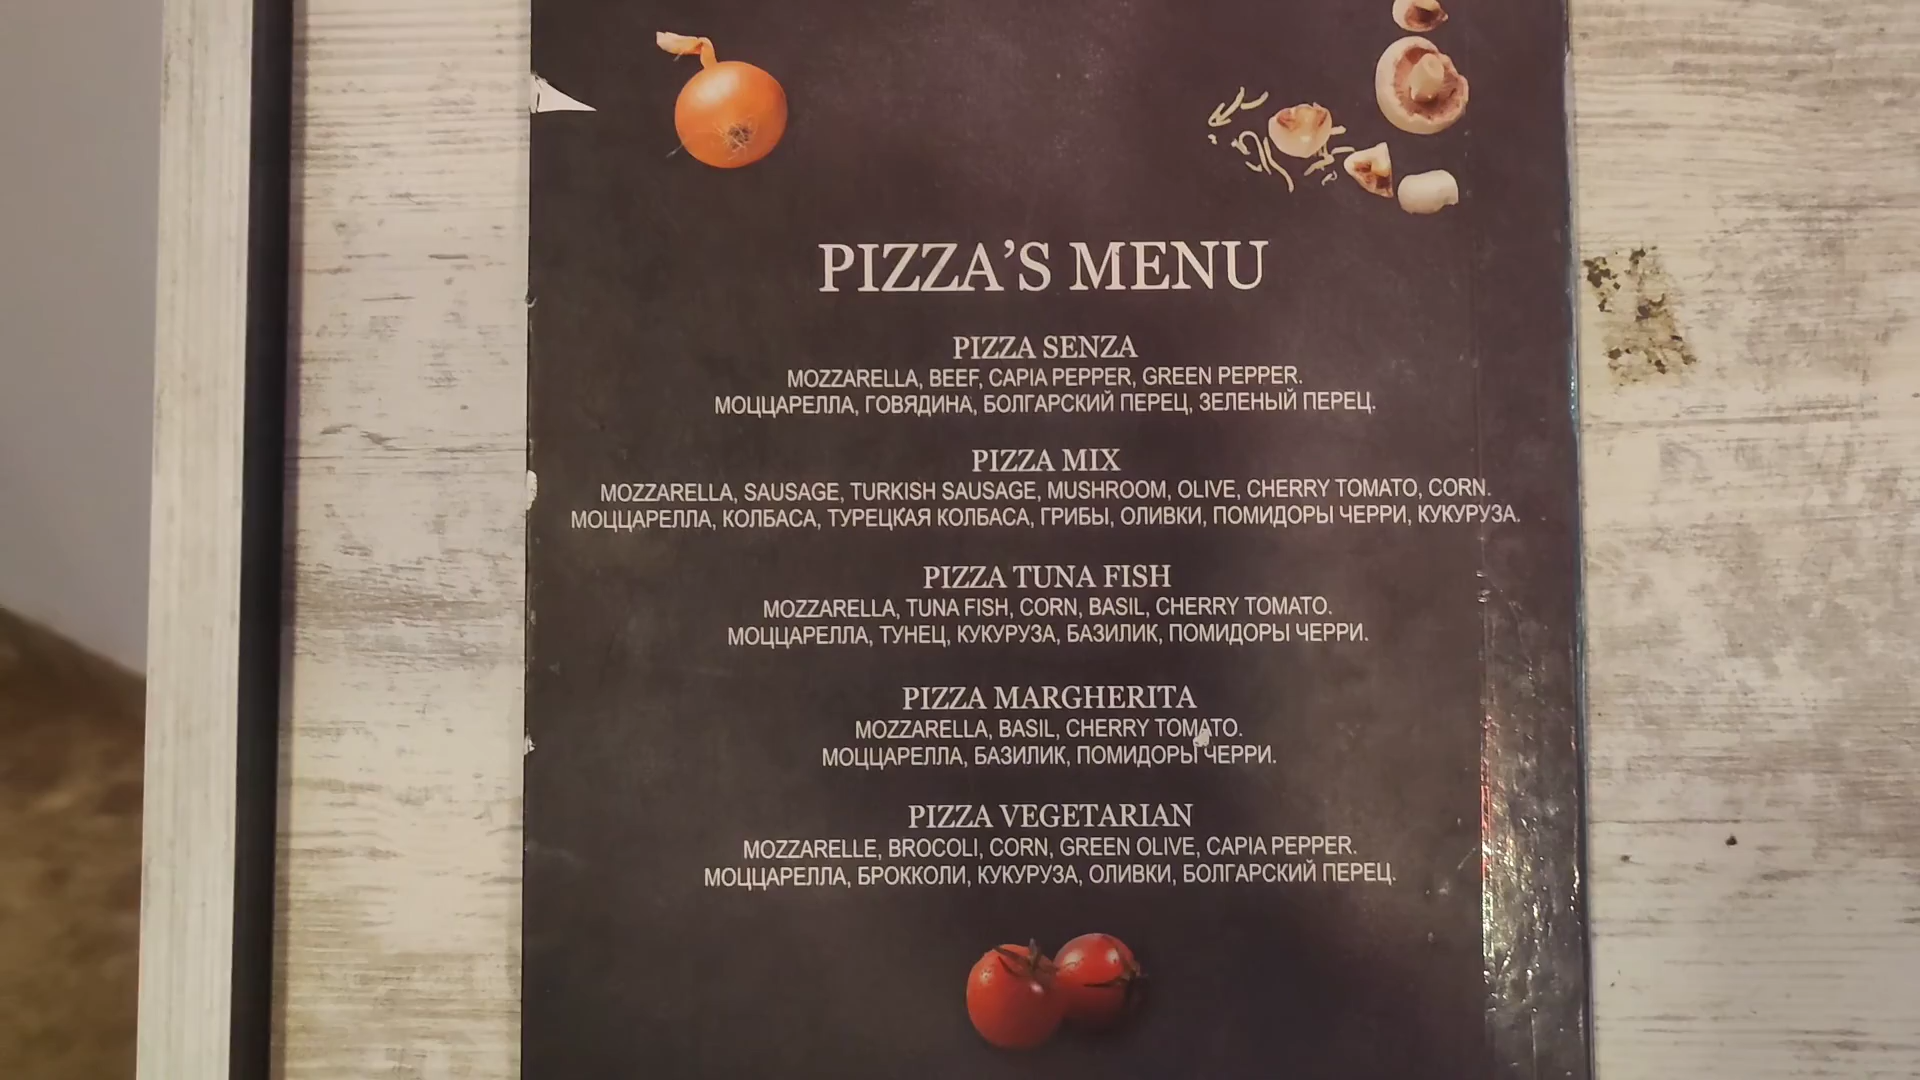 PIZZA'S MENU
PIZZA SENZA
MOZZARELLA, BEEF, CAPIA PEPPER, GREEN PEPPER.
МОЦЦАРЕЛЛА, ГОВЯДИНА, БОЛГАРСКИЙ ПЕРЕЦ, ЗЕЛЕНЫЙ ПЕРЕЦ.
PIZZA MIX
MOZZARELLA, SAUSAGE, TURKISH SAUSAGE, MUSHROOM, OLIVE, CHERRY TOMATO, CORN.
МОЦЦАРЕЛЛА, КОЛБАСА, ТУРЕЦКАЯ КОЛБАСА, ГРИБЫ, ОЛИВКИ, ПОМИДОРЫ ЧЕРРИ, КУКУРУЗА.
PIZZA TUNA FISH
MOZZARELLA, TUNA FISH, CORN, BASIL, CHERRY TOMATO.
МОЦЦАРЕЛЛА, ТУНЕЦ, КУКУРУЗА, БАЗИЛИК, ПОМИДОРЫ ЧЕРРИ.
PIZZA MARGHERITA
MOZZARELLA, BASIL, CHERRY TOMATO.
МОЦЦАРЕЛЛА, БАЗИЛИК, ПОМИДОРЫ ЧЕРРИ.
PIZZA VEGETARIAN
MOZZARELLE, BROCOLI, CORN, GREEN OLIVE, CAPIA PEPPER.
МОЦЦАРЕЛЛА, БРОККОЛИ, КУКУРУЗА, ОЛИВКИ, БОЛГАРСКИЙ ПЕРЕЦ.